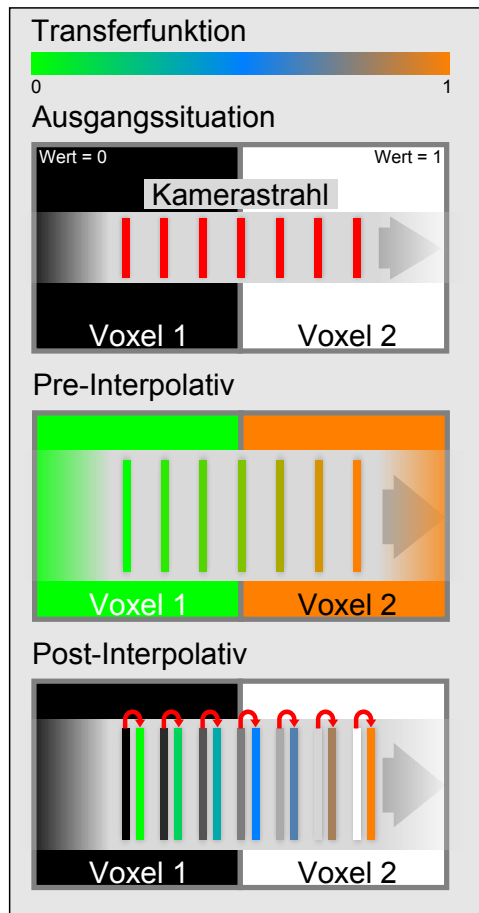 Transferfunktion
0 1
Ausgangssituation
Wert = 0 Wert = 1
Kamerastrahl
Voxel 1 Voxel 2
Pre-Interpolativ
Voxel 1 Voxel 2
Post-Interpolativ
Voxel 1 Voxel 2